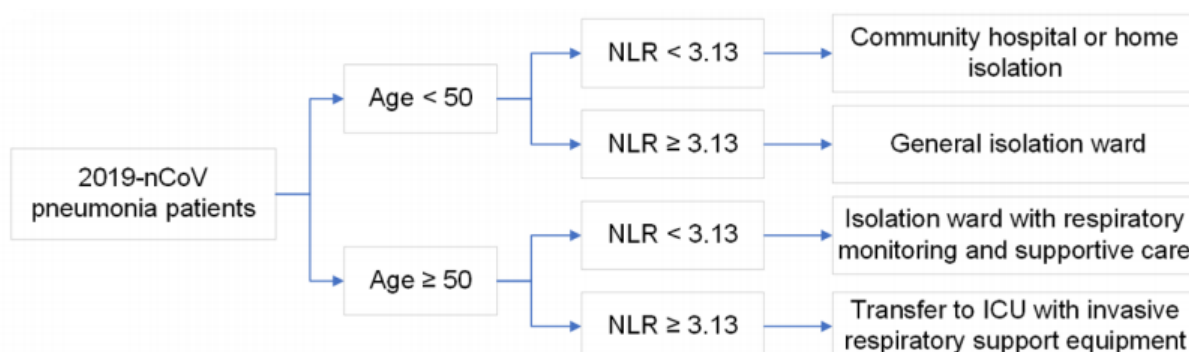 2019-nCoV
pneumonia patients
Age < 50
NLR < 3.13
Community hospital or home
isolation
NLR ≥ 3.13
General isolation ward
Age ≥ 50
NLR < 3.13
Isolation ward with respiratory
monitoring and supportive care
NLR ≥ 3.13
Transfer to ICU with invasive
respiratory support equipment